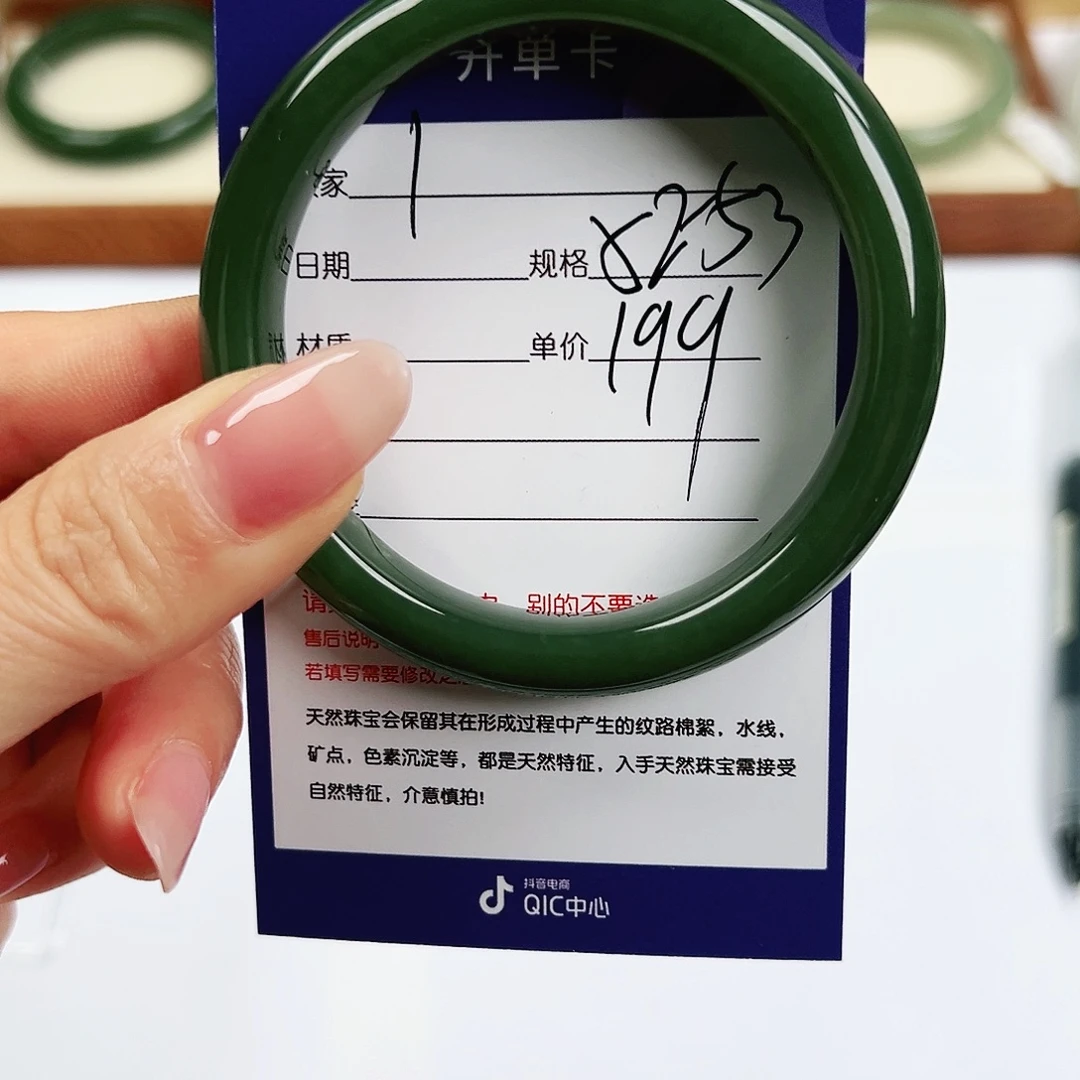 开单卡
家 1
日期 规格 8253
材质 单价 199
别的不要选
售后说明
若填写需要修改
天然珠宝会保留其在形成过程中产生的纹路棉絮，水线，
矿点，色素沉淀等，都是天然特征，入手天然珠宝需接受
自然特征，介意慎拍!
抖音电商
QIC中心